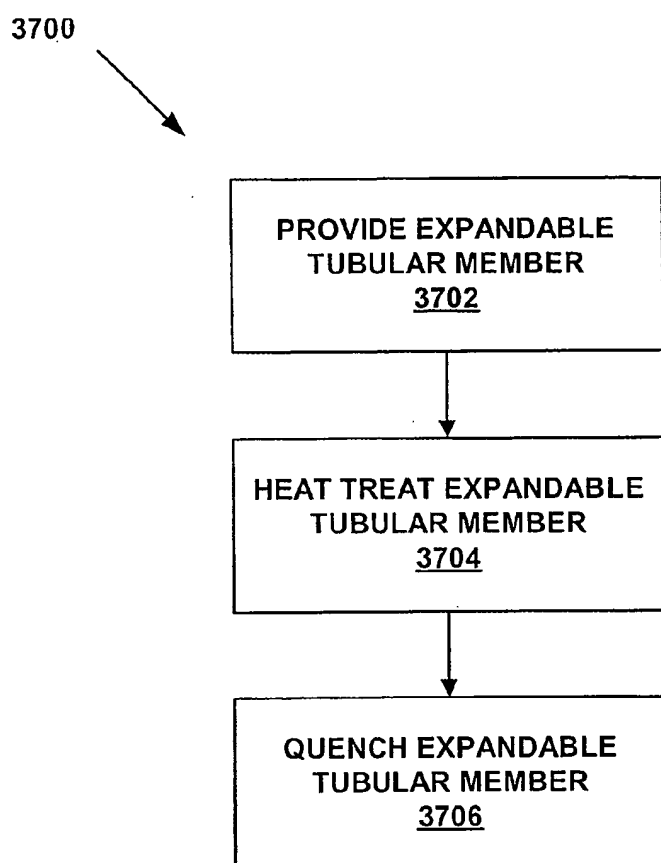 3700
PROVIDE EXPANDABLE
TUBULAR MEMBER
3702
HEAT TREAT EXPANDABLE
TUBULAR MEMBER
3704
QUENCH EXPANDABLE
TUBULAR MEMBER
3706